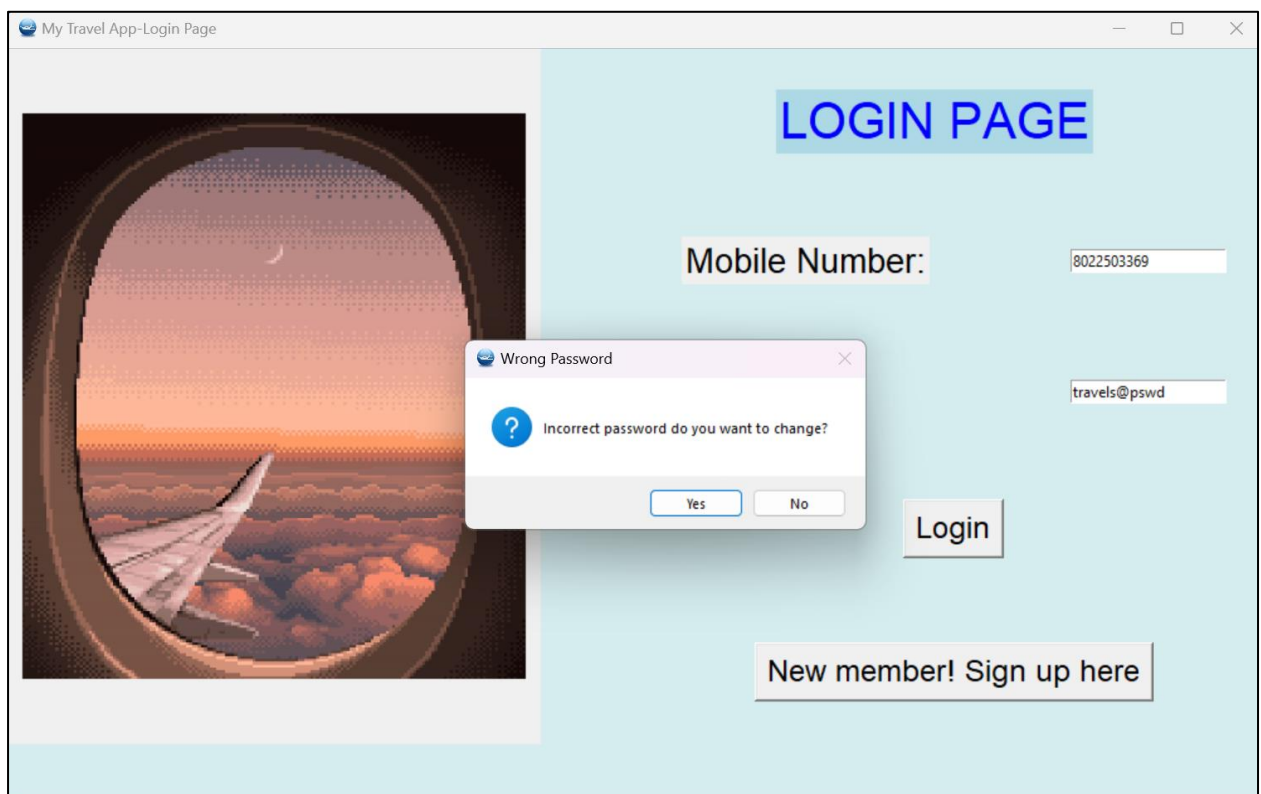 My Travel App-Login Page
LOGIN PAGE
Mobile Number:
8022503369
Wrong Password
Incorrect password do you want to change?
Yes
No
travels@pswd
Login
New member! Sign up here